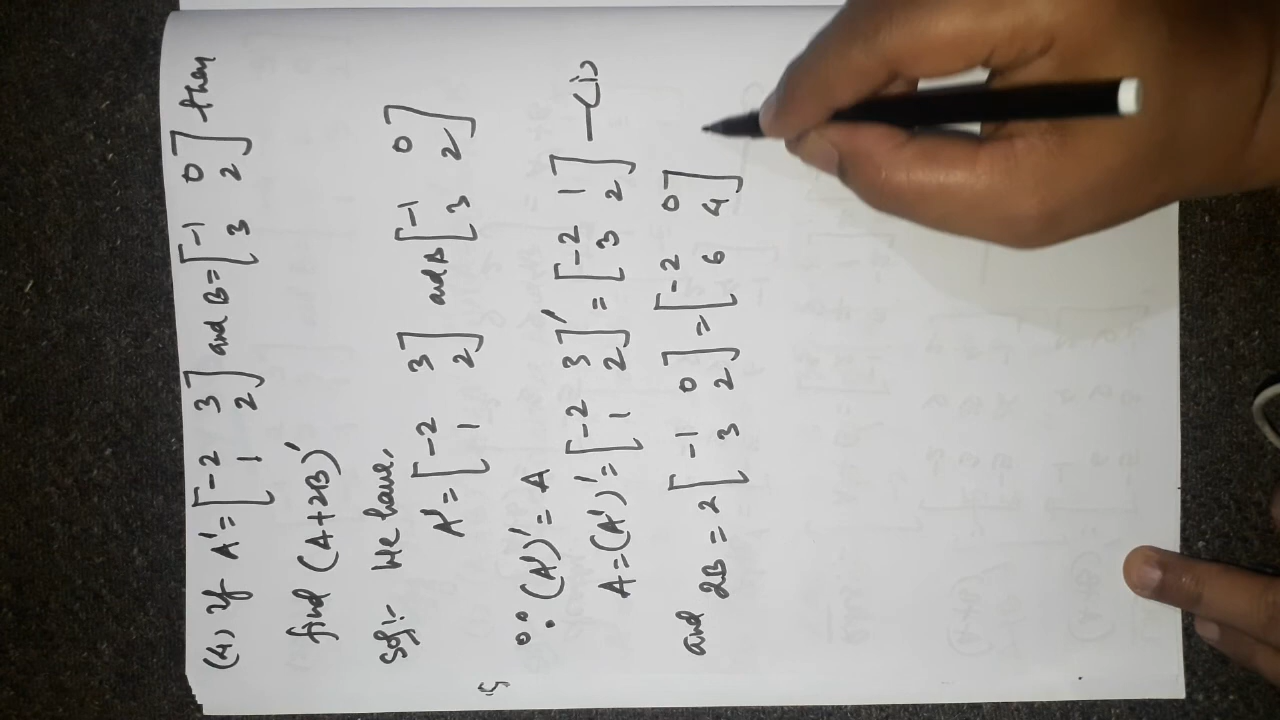 (4) If A' = [-2 3 1 2] and B = [-1 0 3 2] then
find (A+2B)'
Sol:- We have,
A' = [-2 3 1 2] and B [-1 0 3 2]
∵ (A')' = A
A = (A')' = [-2 3 1 2]' = [-2 1 3 2] — (i)
and 2B = 2 [-1 0 3 2] = [-2 0 6 4]